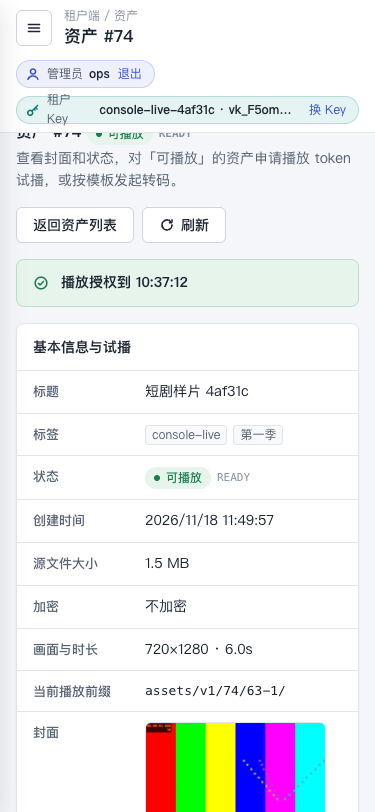 租户端 / 资产
资产 #74
管理员 ops 退出
租户 Key console-live-4af31c · vk_F5om... 换 Key
资产 #74 可播放 READY
查看封面和状态，对「可播放」的资产申请播放 token
试播，或按模板发起转码。
返回资产列表 刷新
播放授权到 10:37:12
基本信息与试播
标题 短剧样片 4af31c
标签 console-live 第一季
状态 可播放 READY
创建时间 2026/11/18 11:49:57
源文件大小 1.5 MB
加密 不加密
画面与时长 720×1280 · 6.0s
当前播放前缀 assets/v1/74/63-1/
封面